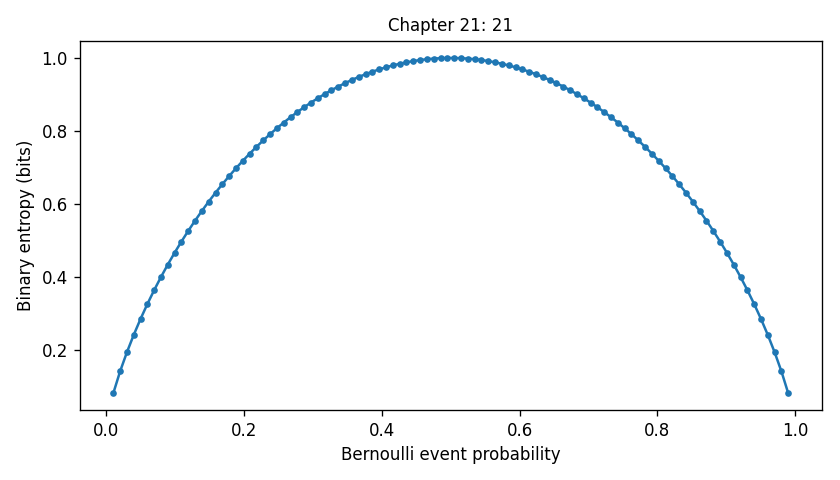 Chapter 21: 21
Binary entropy (bits)
1.0
0.8
0.6
0.4
0.2
0.0 0.2 0.4 0.6 0.8 1.0
Bernoulli event probability